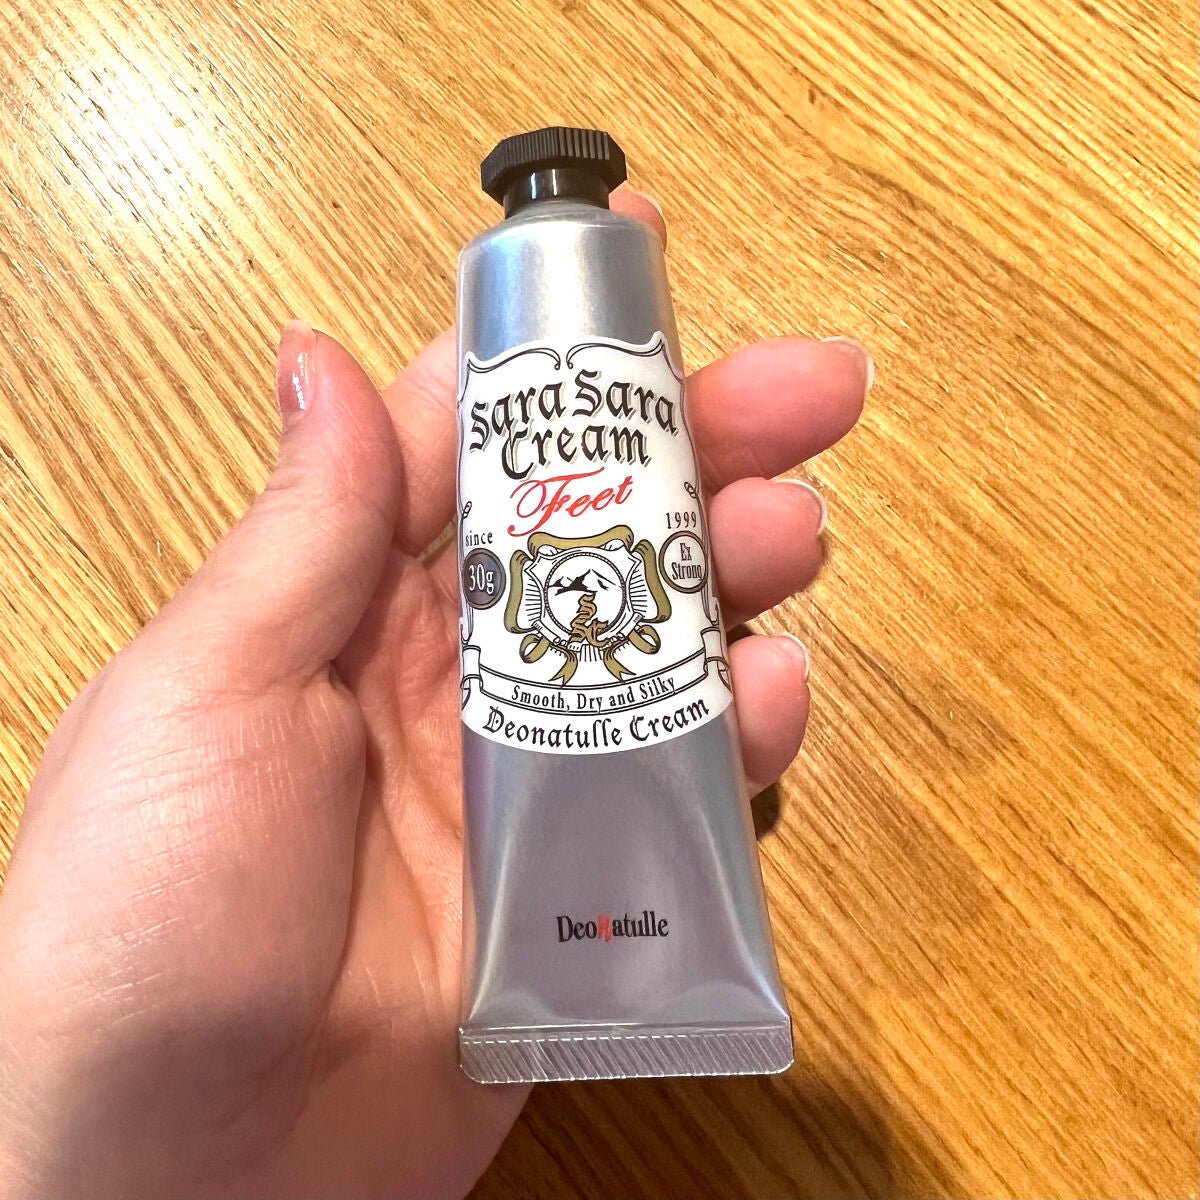 Sara Sara
Cream
Feet
since
1999
30g
Ex
Strong
Smooth, Dry and Silky
Deonatulle Cream
Deonatulle